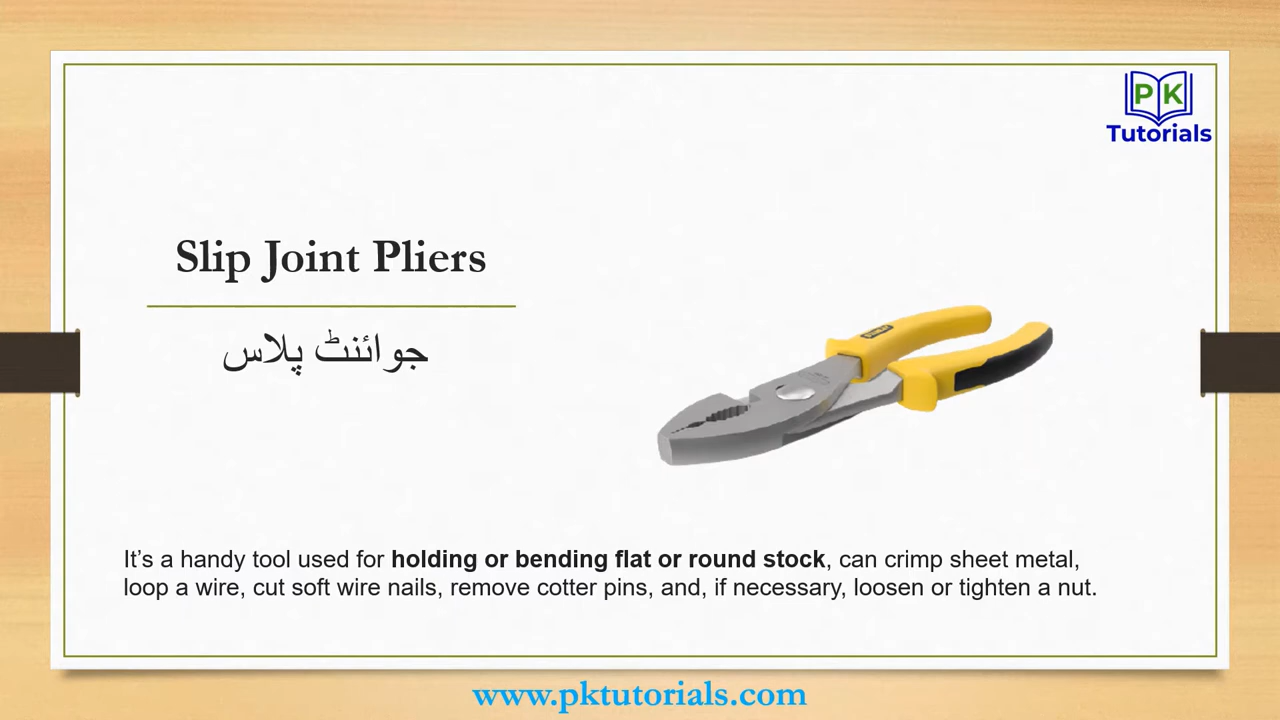 P K
Tutorials
Slip Joint Pliers
جوائنٹ پلاس
It’s a handy tool used for holding or bending flat or round stock, can crimp sheet metal,
loop a wire, cut soft wire nails, remove cotter pins, and, if necessary, loosen or tighten a nut.
www.pktutorials.com